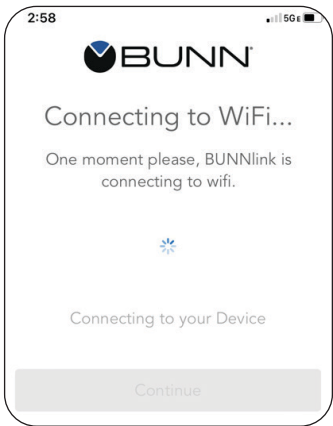 2:58
5G E
BUNN
Connecting to WiFi...
One moment please, BUNNlink is
connecting to wifi.
Connecting to your Device
Continue